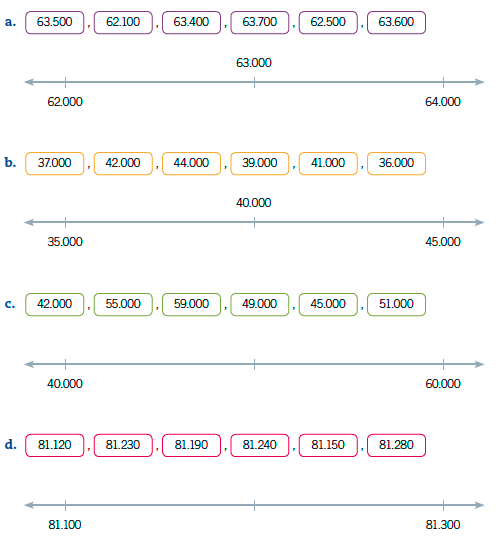 a. 63.500 , 62.100 , 63.400 , 63.700 , 62.500 , 63.600
63.000
62.000 64.000
b. 37.000 , 42.000 , 44.000 , 39.000 , 41.000 , 36.000
40.000
35.000 45.000
c. 42.000 , 55.000 , 59.000 , 49.000 , 45.000 , 51.000
40.000 60.000
d. 81.120 , 81.230 , 81.190 , 81.240 , 81.150 , 81.280
81.100 81.300